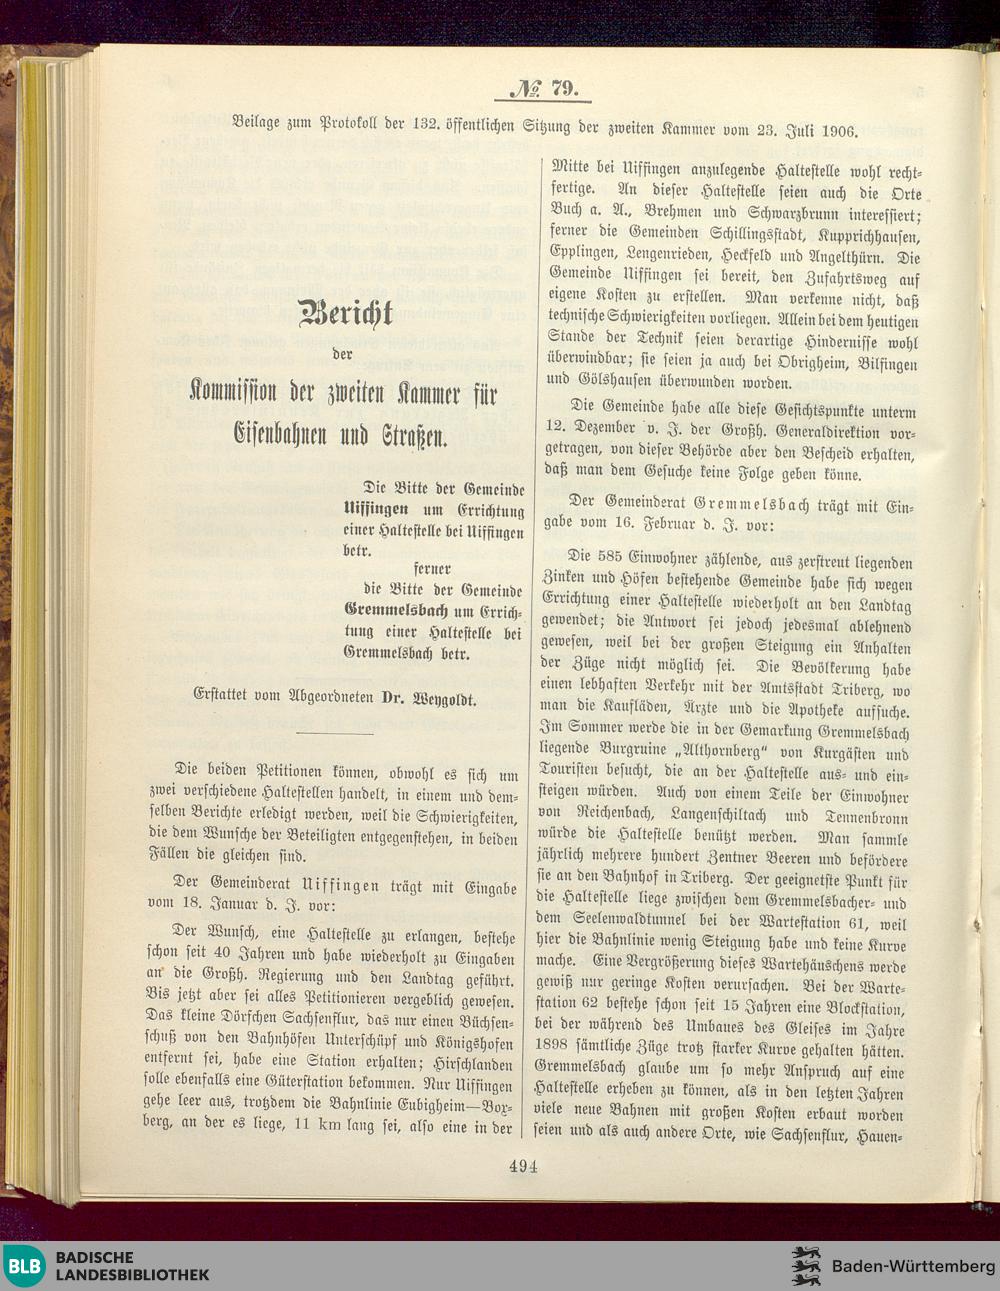 No. 79.
Beilage zum Protokoll der 132. öffentlichen Sitzung der zweiten Kammer vom 23. Juli 1906.
Bericht
der
Kommission der zweiten Kammer für
Eisenbahnen und Straßen.
Die Bitte der Gemeinde
Uiffingen um Errichtung
einer Haltestelle bei Uiffingen
betr.
ferner
die Bitte der Gemeinde
Gremmelsbach um Errich-
tung einer Haltestelle bei
Gremmelsbach betr.
Erstattet vom Abgeordneten Dr. Weygoldt.
Die beiden Petitionen können, obwohl es sich um
zwei verschiedene Haltestellen handelt, in einem und dem-
selben Berichte erledigt werden, weil die Schwierigkeiten,
die dem Wunsche der Beteiligten entgegenstehen, in beiden
Fällen die gleichen sind.
Der Gemeinderat Uiffingen trägt mit Eingabe
vom 18. Januar d. J. vor:
Der Wunsch, eine Haltestelle zu erlangen, bestehe
schon seit 40 Jahren und habe wiederholt zu Eingaben
an die Großh. Regierung und den Landtag geführt.
Bis jetzt aber sei alles Petitionieren vergeblich gewesen.
Das kleine Dörfchen Sachsenflur, das nur einen Büchsen-
schuß von den Bahnhöfen Unterschüpf und Königshofen
entfernt sei, habe eine Station erhalten; Hirschlanden
solle ebenfalls eine Güterstation bekommen. Nur Uiffingen
gehe leer aus, trotzdem die Bahnlinie Eubigheim—Box-
berg, an der es liege, 11 km lang sei, also eine in der
Mitte bei Uiffingen anzulegende Haltestelle wohl recht-
fertige. An dieser Haltestelle seien auch die Orte
Buch a. A., Brehmen und Schwarzbrunn interessiert;
ferner die Gemeinden Schillingsstadt, Kupprichhausen,
Epplingen, Lengenrieden, Heckfeld und Angelthürn. Die
Gemeinde Uiffingen sei bereit, den Zufahrtsweg auf
eigene Kosten zu erstellen. Man verkenne nicht, daß
technische Schwierigkeiten vorliegen. Allein bei dem heutigen
Stande der Technik seien derartige Hindernisse wohl
überwindbar; sie seien ja auch bei Obrigheim, Bilfingen
und Gölshausen überwunden worden.
Die Gemeinde habe alle diese Gesichtspunkte unterm
12. Dezember v. J. der Großh. Generaldirektion vor-
getragen, von dieser Behörde aber den Bescheid erhalten,
daß man dem Gesuche keine Folge geben könne.
Der Gemeinderat Gremmelsbach trägt mit Ein-
gabe vom 16. Februar d. J. vor:
Die 585 Einwohner zählende, aus zerstreut liegenden
Zinken und Höfen bestehende Gemeinde habe sich wegen
Errichtung einer Haltestelle wiederholt an den Landtag
gewendet; die Antwort sei jedoch jedesmal ablehnend
gewesen, weil bei der großen Steigung ein Anhalten
der Züge nicht möglich sei. Die Bevölkerung habe
einen lebhaften Verkehr mit der Amtsstadt Triberg, wo
man die Kaufläden, Ärzte und die Apotheke aufsuche.
Im Sommer werde die in der Gemarkung Gremmelsbach
liegende Burgruine „Althornberg“ von Kurgästen und
Touristen besucht, die an der Haltestelle aus- und ein-
steigen würden. Auch von einem Teile der Einwohner
von Reichenbach, Langenschiltach und Tennenbronn
würde die Haltestelle benützt werden. Man sammle
jährlich mehrere hundert Zentner Beeren und befördere
sie an den Bahnhof in Triberg. Der geeignetste Punkt für
die Haltestelle liege zwischen dem Gremmelsbacher- und
dem Seelenwaldtunnel bei der Wartestation 61, weil
hier die Bahnlinie wenig Steigung habe und keine Kurve
mache. Eine Vergrößerung dieses Wartehäuschens werde
gewiß nur geringe Kosten verursachen. Bei der Warte-
station 62 bestehe schon seit 15 Jahren eine Blockstation,
bei der während des Umbaues des Gleises im Jahre
1898 sämtliche Züge trotz starker Kurve gehalten hätten.
Gremmelsbach glaube um so mehr Anspruch auf eine
Haltestelle erheben zu können, als in den letzten Jahren
viele neue Bahnen mit großen Kosten erbaut worden
seien und als auch andere Orte, wie Sachsenflur, Hauen-
494
BLB BADISCHE
LANDESBIBLIOTHEK
Baden-Württemberg